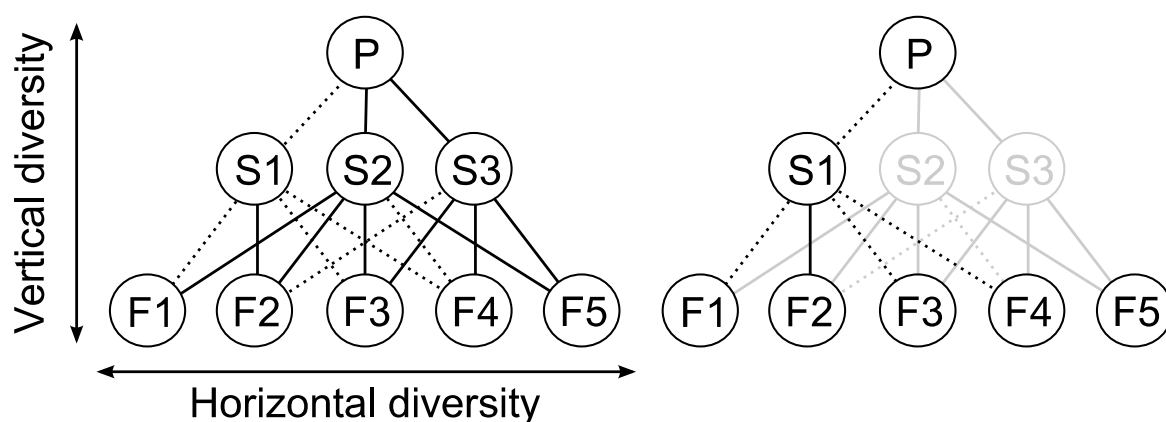 Vertical diversity
P
S1 S2 S3
F1 F2 F3 F4 F5
Horizontal diversity
P
S1 S2 S3
F1 F2 F3 F4 F5